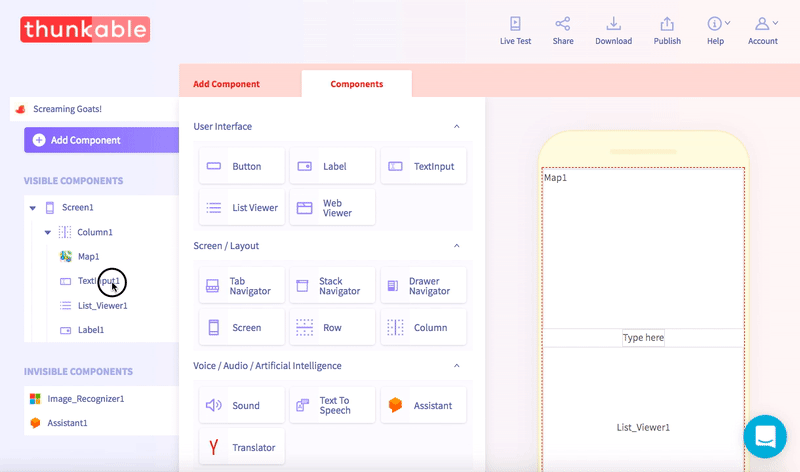 thunkable
Live Test
Share
Download
Publish
Help
Account
Add Component
Components
Screaming Goats!
Add Component
VISIBLE COMPONENTS
Screen1
Column1
Map1
TextInput1
List_Viewer1
Label1
INVISIBLE COMPONENTS
Image_Recognizer1
Assistant1
User Interface
Button
Label
TextInput
List Viewer
Web
Viewer
Screen / Layout
Tab
Navigator
Stack
Navigator
Drawer
Navigator
Screen
Row
Column
Voice / Audio / Artificial Intelligence
Sound
Text To
Speech
Assistant
Translator
Map1
Type here
List_Viewer1